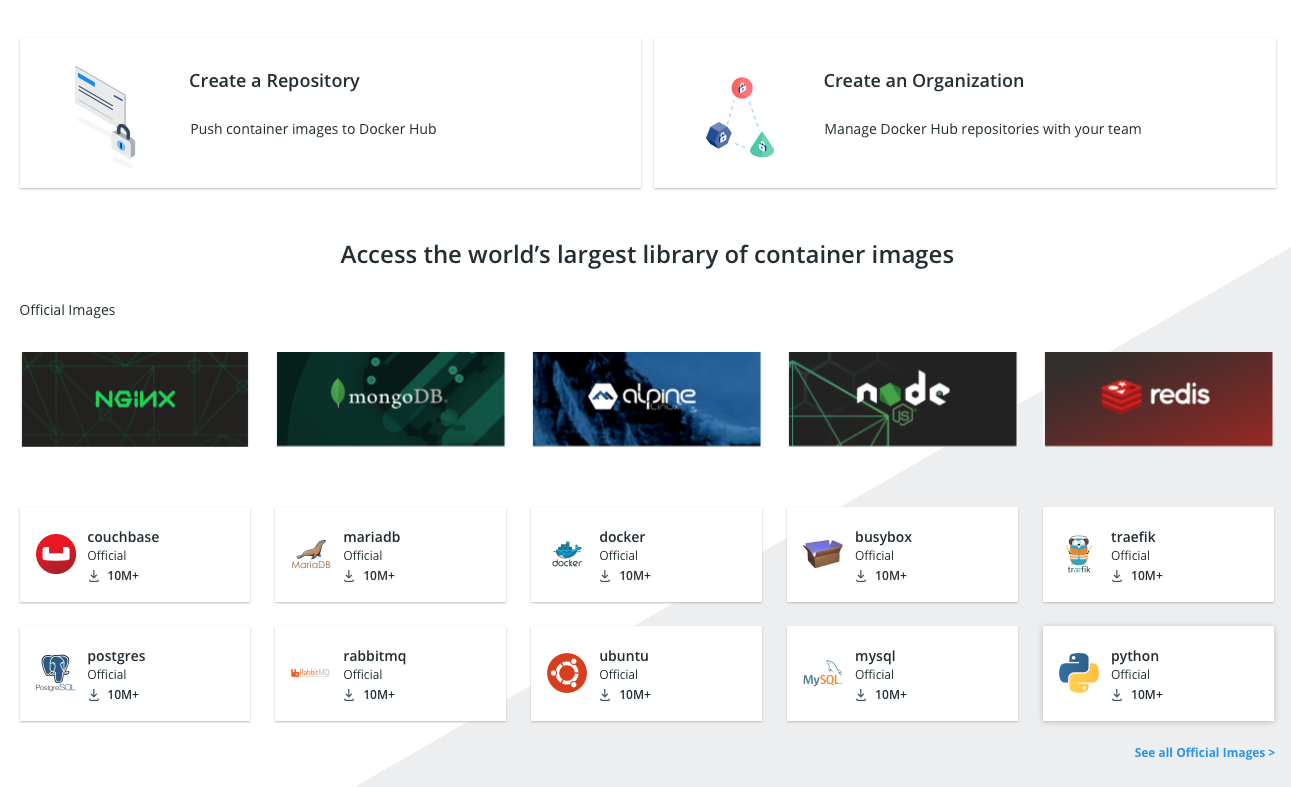 Create a Repository
Push container images to Docker Hub
Create an Organization
Manage Docker Hub repositories with your team
Access the world’s largest library of container images
Official Images
NGiNX
mongoDB®
alpine
Linux
node
JS
redis
couchbase
Official
10M+
MariaDB
mariadb
Official
10M+
docker
docker
Official
10M+
busybox
Official
10M+
træfik
traefik
Official
10M+
PostgreSQL
postgres
Official
10M+
RabbitMQ
rabbitmq
Official
10M+
ubuntu
Official
10M+
MySQL
mysql
Official
10M+
python
Official
10M+
See all Official Images >